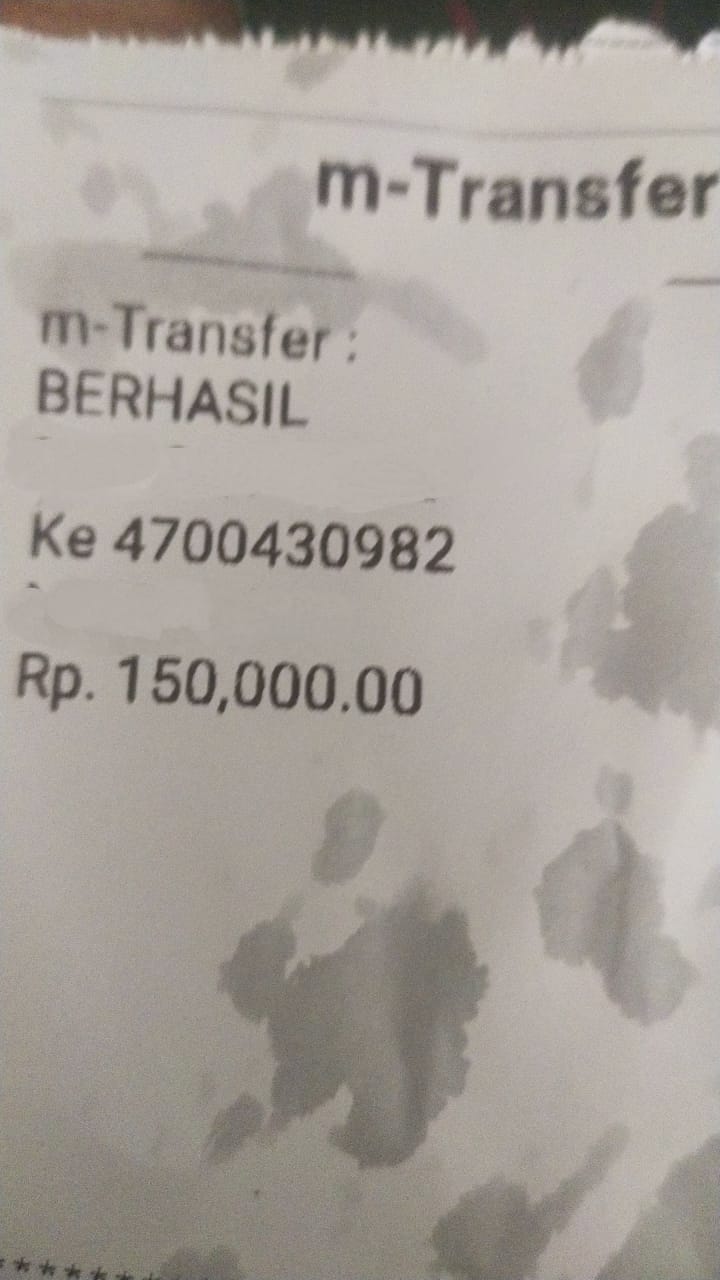 m-Transfer
m-Transfer :
BERHASIL
Ke 4700430982
Rp. 150,000.00
*******